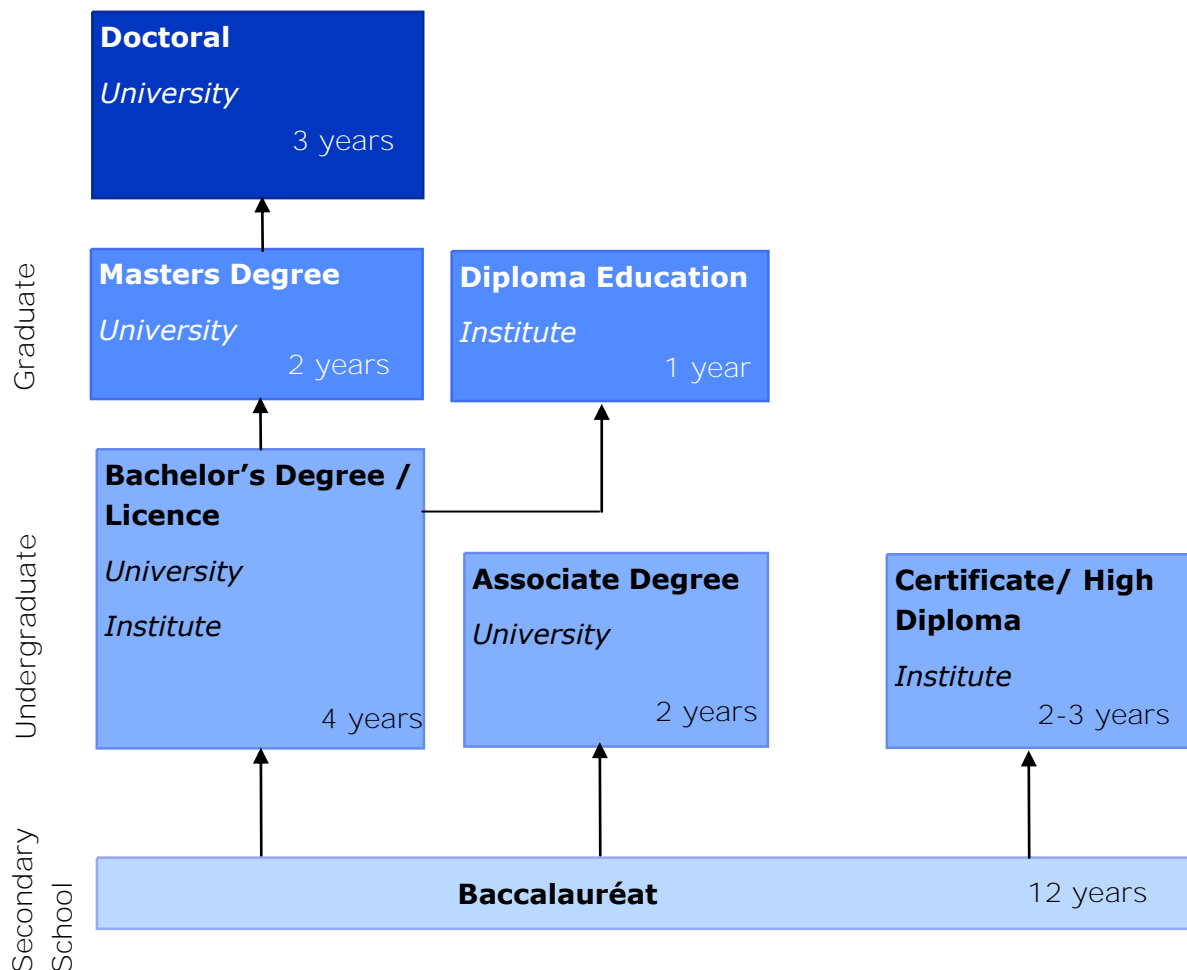 Doctoral
University
3 years
Graduate
Masters Degree
University
2 years
Diploma Education
Institute
1 year
Undergraduate
Bachelor’s Degree /
Licence
University
Institute
4 years
Associate Degree
University
2 years
Certificate/ High
Diploma
Institute
2-3 years
Secondary
School
Baccalauréat
12 years